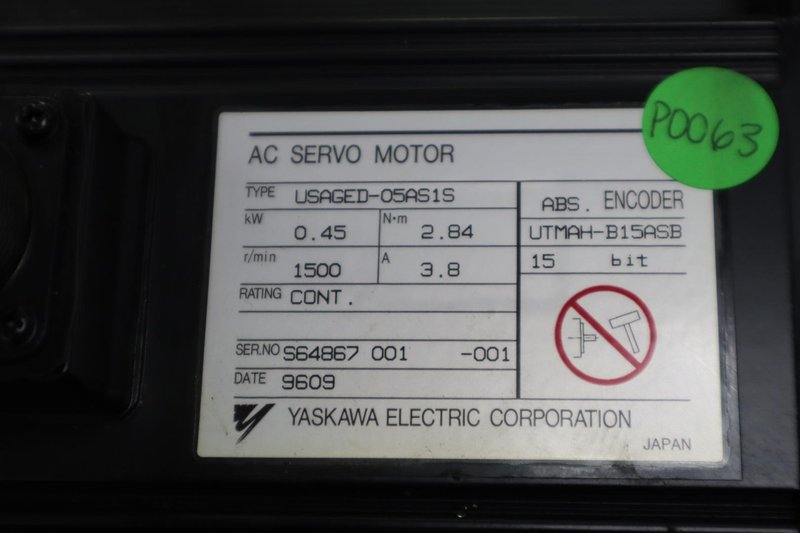 P0063
AC SERVO MOTOR
TYPE USAGED-05AS1S
kW 0.45 N·m 2.84
r/min 1500 A 3.8
RATING CONT.
SER.NO S64867 001 -001
DATE 9609
ABS. ENCODER
UTMAH-B15ASB
15 bit
YASKAWA ELECTRIC CORPORATION
JAPAN